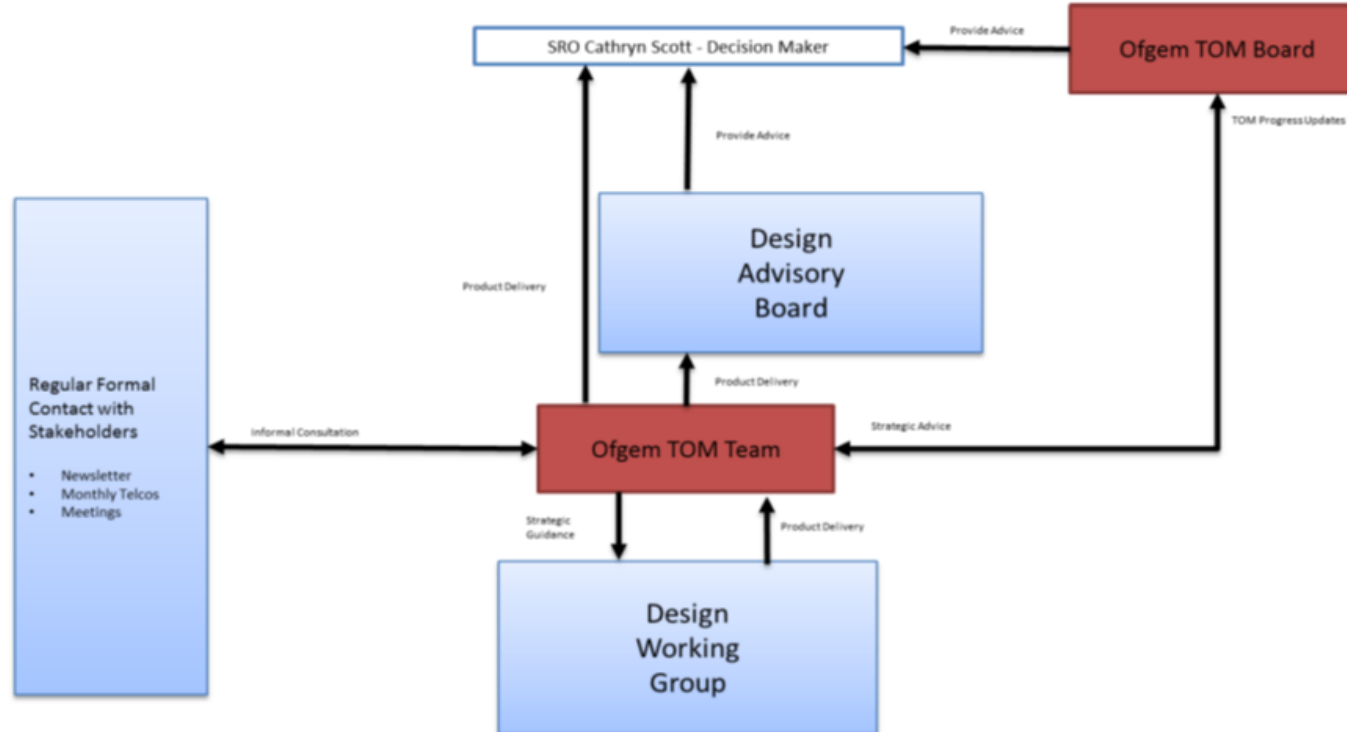 SRO Cathryn Scott - Decision Maker
Provide Advice
Ofgem TOM Board
TOM Progress Updates
Provide Advice
Design
Advisory
Board
Product Delivery
Product Delivery
Regular Formal
Contact with
Stakeholders
• Newsletter
• Monthly Telcos
• Meetings
Informal Consultation
Ofgem TOM Team
Strategic Advice
Strategic
Guidance
Product Delivery
Design
Working
Group